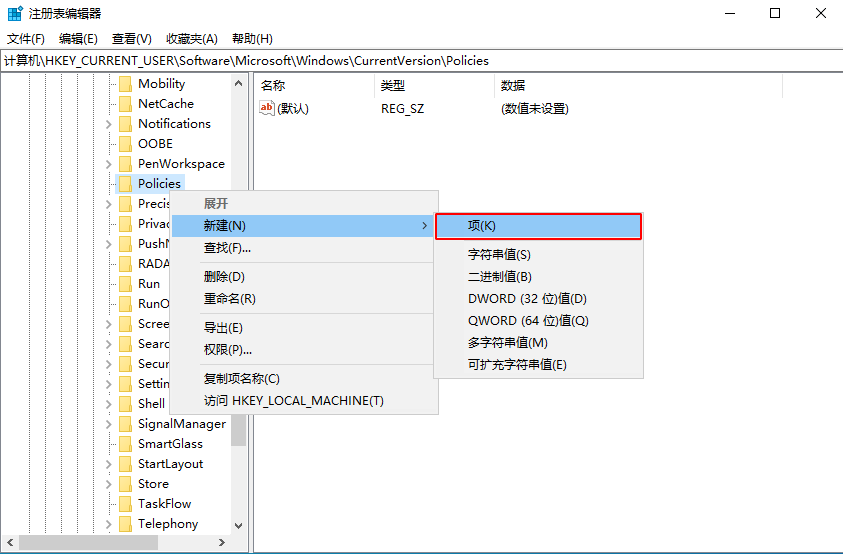 注册表编辑器
文件(F) 编辑(E) 查看(V) 收藏夹(A) 帮助(H)
计算机\HKEY_CURRENT_USER\Software\Microsoft\Windows\CurrentVersion\Policies
Mobility
NetCache
Notifications
OOBE
PenWorkspace
Policies
Precis
Privac
PushN
RADA
Run
RunO
Scree
Searc
Secur
Settin
Shell
SignalManager
SmartGlass
StartLayout
Store
TaskFlow
Telephony
名称 类型 数据
ab (默认) REG_SZ (数值未设置)
展开
新建(N)
查找(F)...
删除(D)
重命名(R)
导出(E)
权限(P)...
复制项名称(C)
访问 HKEY_LOCAL_MACHINE(T)
项(K)
字符串值(S)
二进制值(B)
DWORD (32 位)值(D)
QWORD (64 位)值(Q)
多字符串值(M)
可扩充字符串值(E)